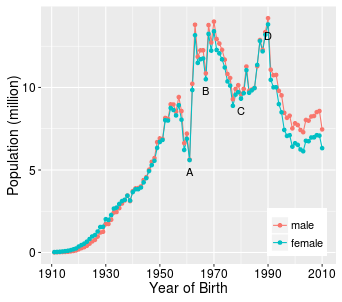 Population (million)
10
5
0
A
B
C
D
male
female
1910
1930
1950
1970
1990
2010
Year of Birth